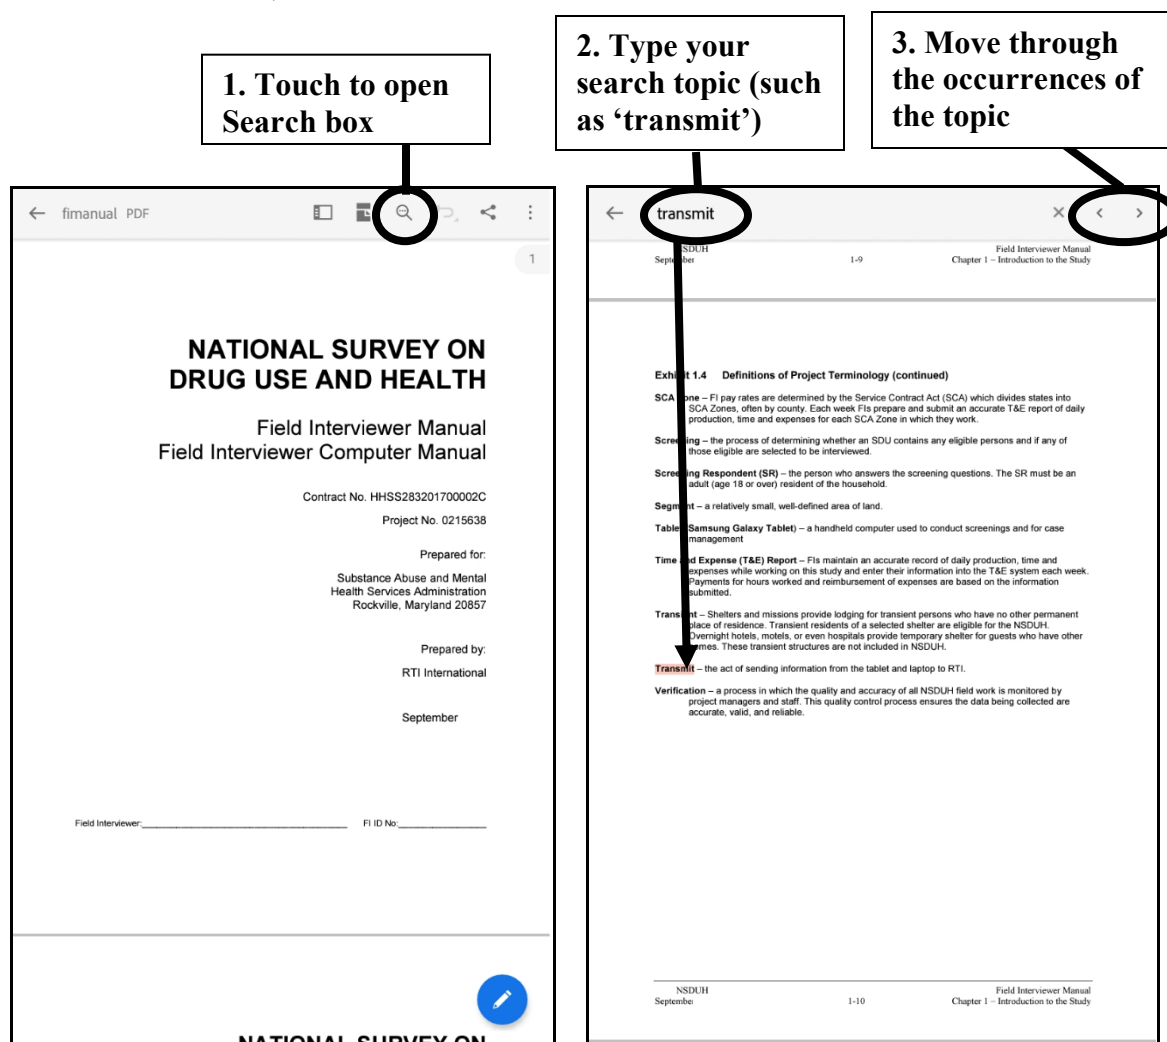 1. Touch to open
Search box
2. Type your
search topic (such
as ‘transmit’)
3. Move through
the occurrences of
the topic
fimanual PDF
1
NATIONAL SURVEY ON
DRUG USE AND HEALTH
Field Interviewer Manual
Field Interviewer Computer Manual
Contract No. HHSS283201700002C
Project No. 0215638
Prepared for:
Substance Abuse and Mental
Health Services Administration
Rockville, Maryland 20857
Prepared by:
RTI International
September
Field Interviewer: FI ID No:
NATIONAL SURVEY ON
transmit
NSDUH Field Interviewer Manual
September 1-9 Chapter 1 – Introduction to the Study
Exhibit 1.4 Definitions of Project Terminology (continued)
SCA Zone – FI pay rates are determined by the Service Contract Act (SCA) which divides states into
SCA Zones, often by county. Each week FIs prepare and submit an accurate T&E report of daily
production, time and expenses for each SCA Zone in which they work.
Screening – the process of determining whether an SDU contains any eligible persons and if any of
those eligible are selected to be interviewed.
Screening Respondent (SR) – the person who answers the screening questions. The SR must be an
adult (age 18 or over) resident of the household.
Segment – a relatively small, well-defined area of land.
Tablet (Samsung Galaxy Tablet) – a handheld computer used to conduct screenings and for case
management
Time and Expense (T&E) Report – FIs maintain an accurate record of daily production, time and
expenses while working on this study and enter their information into the T&E system each week.
Payments for hours worked and reimbursement of expenses are based on the information
submitted.
Transient – Shelters and missions provide lodging for transient persons who have no other permanent
place of residence. Transient residents of a selected shelter are eligible for the NSDUH.
Overnight hotels, motels, or even hospitals provide temporary shelter for guests who have other
homes. These transient structures are not included in NSDUH.
Transmit – the act of sending information from the tablet and laptop to RTI.
Verification – a process in which the quality and accuracy of all NSDUH field work is monitored by
project managers and staff. This quality control process ensures the data being collected are
accurate, valid, and reliable.
NSDUH Field Interviewer Manual
September 1-10 Chapter 1 – Introduction to the Study